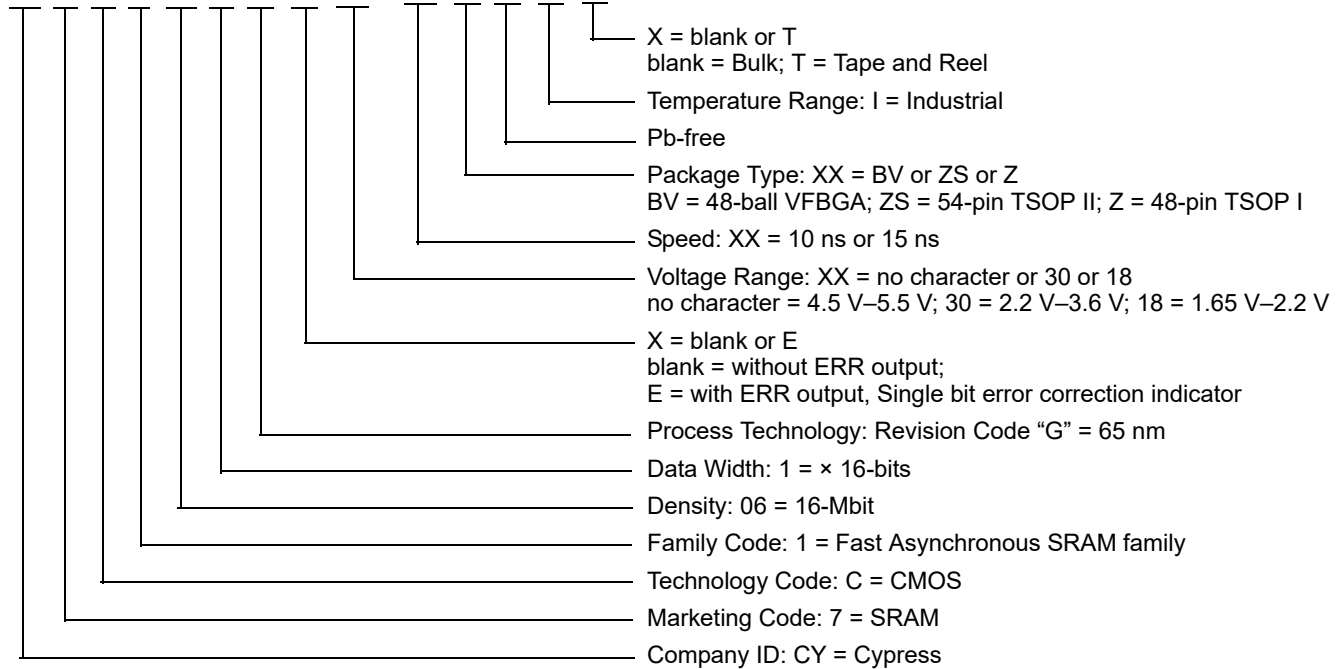 X = blank or T
blank = Bulk; T = Tape and Reel
Temperature Range: I = Industrial
Pb-free
Package Type: XX = BV or ZS or Z
BV = 48-ball VFBGA; ZS = 54-pin TSOP II; Z = 48-pin TSOP I
Speed: XX = 10 ns or 15 ns
Voltage Range: XX = no character or 30 or 18
no character = 4.5 V–5.5 V; 30 = 2.2 V–3.6 V; 18 = 1.65 V–2.2 V
X = blank or E
blank = without ERR output;
E = with ERR output, Single bit error correction indicator
Process Technology: Revision Code “G” = 65 nm
Data Width: 1 = × 16-bits
Density: 06 = 16-Mbit
Family Code: 1 = Fast Asynchronous SRAM family
Technology Code: C = CMOS
Marketing Code: 7 = SRAM
Company ID: CY = Cypress